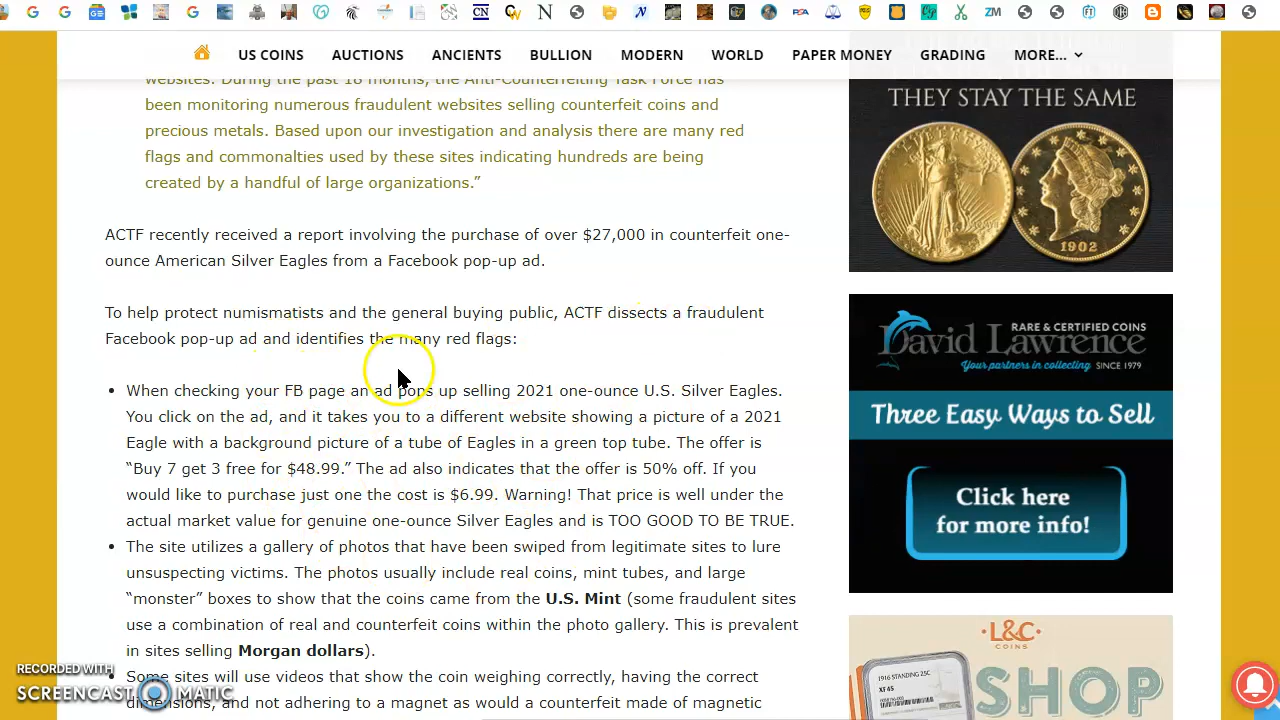 US COINS AUCTIONS ANCIENTS BULLION MODERN WORLD PAPER MONEY GRADING MORE...
websites. During the past 18 months, the Anti-Counterfeiting Task Force has
been monitoring numerous fraudulent websites selling counterfeit coins and
precious metals. Based upon our investigation and analysis there are many red
flags and commonalties used by these sites indicating hundreds are being
created by a handful of large organizations.”
ACTF recently received a report involving the purchase of over $27,000 in counterfeit one-
ounce American Silver Eagles from a Facebook pop-up ad.
To help protect numismatists and the general buying public, ACTF dissects a fraudulent
Facebook pop-up ad and identifies the many red flags:
• When checking your FB page an ad pops up selling 2021 one-ounce U.S. Silver Eagles.
You click on the ad, and it takes you to a different website showing a picture of a 2021
Eagle with a background picture of a tube of Eagles in a green top tube. The offer is
“Buy 7 get 3 free for $48.99.” The ad also indicates that the offer is 50% off. If you
would like to purchase just one the cost is $6.99. Warning! That price is well under the
actual market value for genuine one-ounce Silver Eagles and is TOO GOOD TO BE TRUE.
• The site utilizes a gallery of photos that have been swiped from legitimate sites to lure
unsuspecting victims. The photos usually include real coins, mint tubes, and large
“monster” boxes to show that the coins came from the U.S. Mint (some fraudulent sites
use a combination of real and counterfeit coins within the photo gallery. This is prevalent
in sites selling Morgan dollars).
• Some sites will use videos that show the coin weighing correctly, having the correct
dimensions, and not adhering to a magnet as would a counterfeit made of magnetic
THEY STAY THE SAME
1902
RARE & CERTIFIED COINS
David Lawrence
Your partners in collecting SINCE 1979
Three Easy Ways to Sell
Click here
for more info!
L&C
COINS
SHOP
1916 STANDING 25C
XF 45
RECORDED WITH
SCREENCAST MATIC